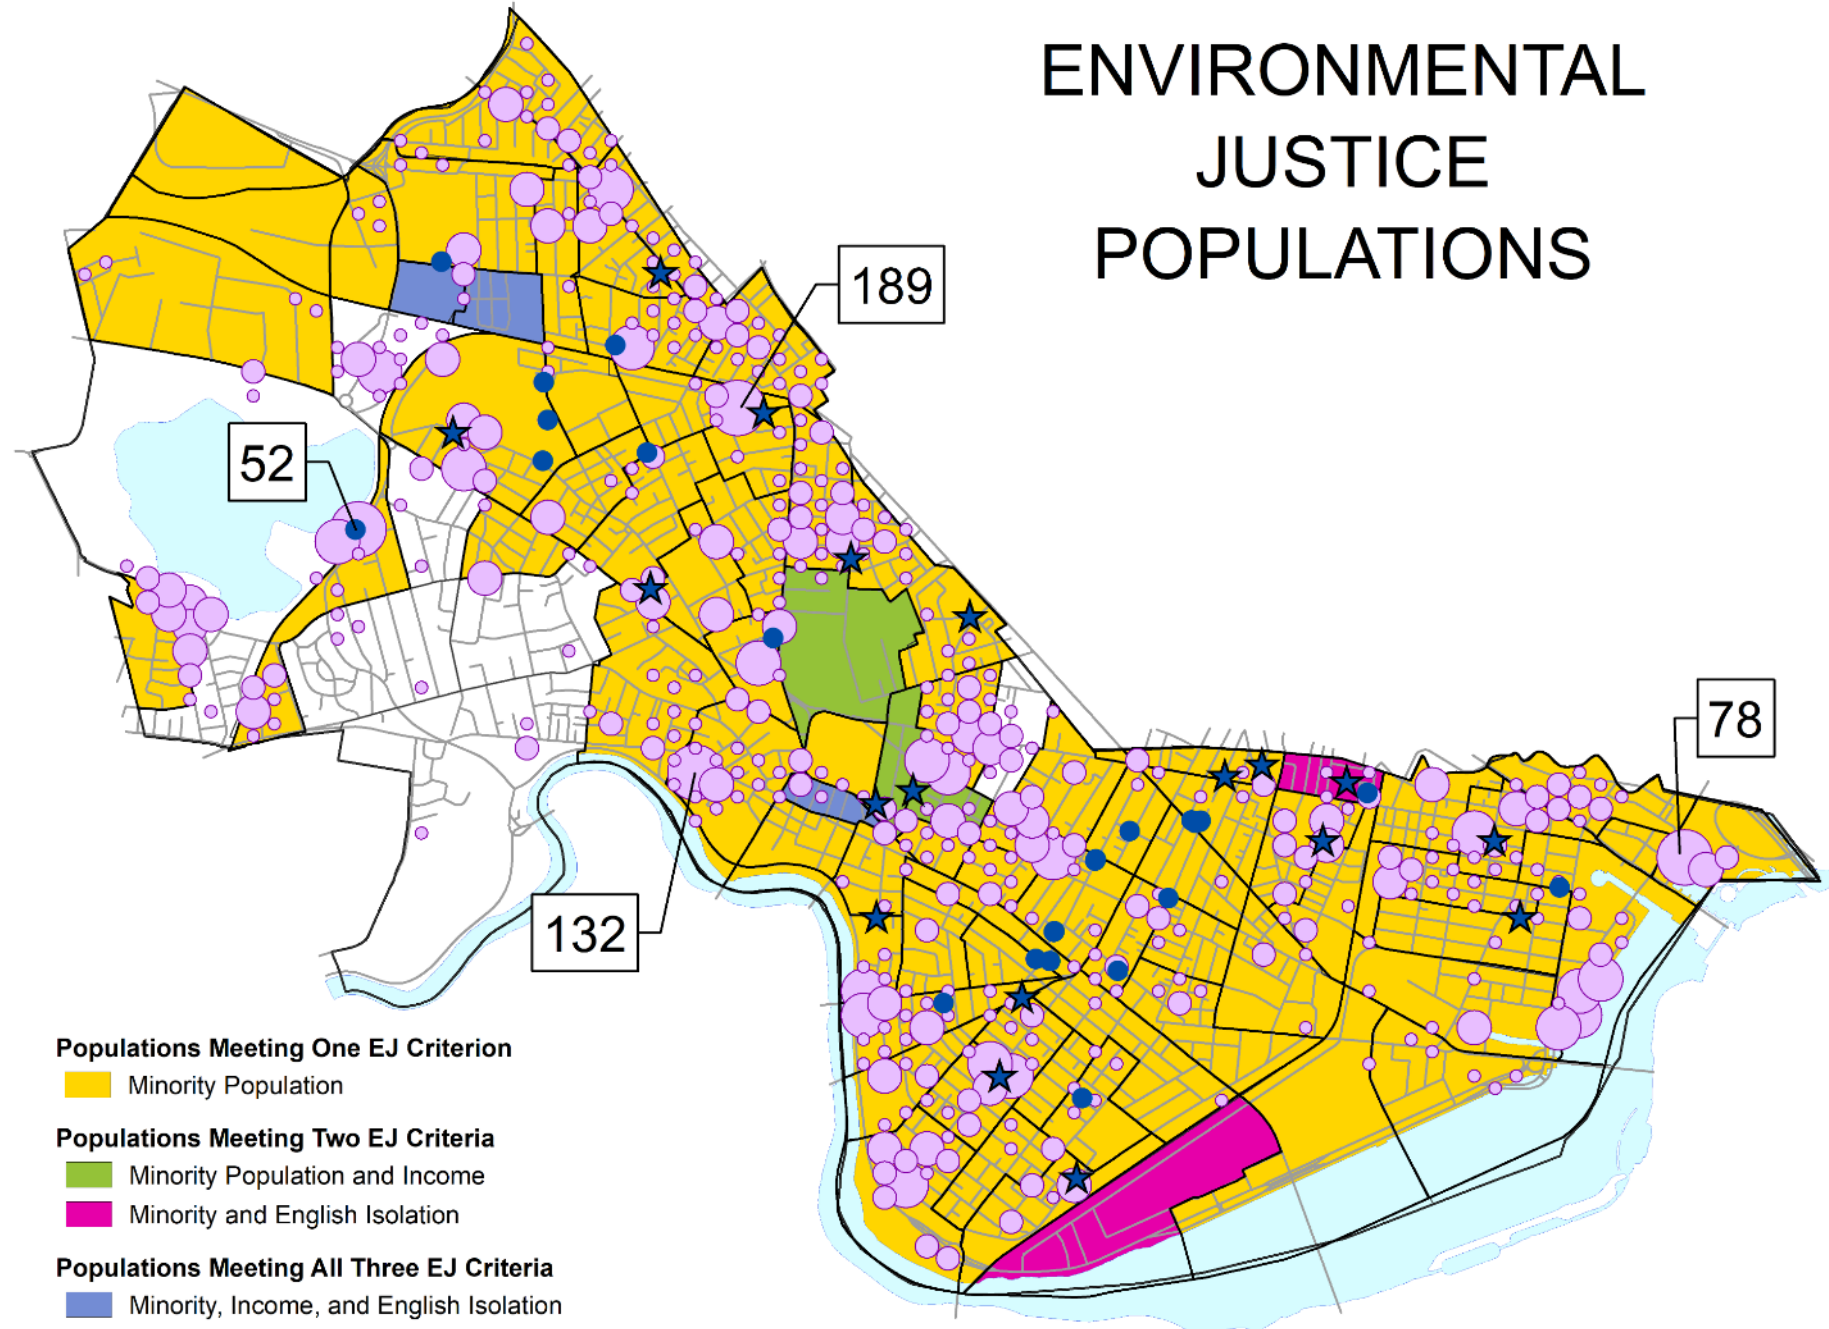 ENVIRONMENTAL
JUSTICE
POPULATIONS
189
52
78
132
Populations Meeting One EJ Criterion
Minority Population
Populations Meeting Two EJ Criteria
Minority Population and Income
Minority and English Isolation
Populations Meeting All Three EJ Criteria
Minority, Income, and English Isolation